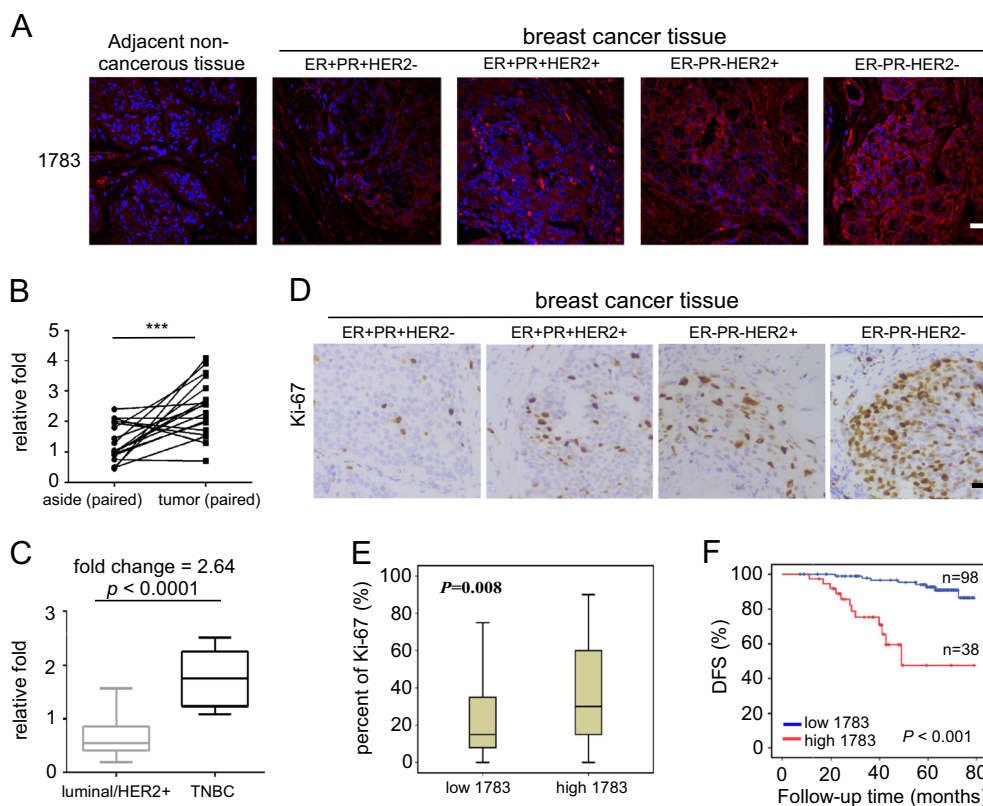 A
Adjacent non-
cancerous tissue
breast cancer tissue
ER+PR+HER2-
ER+PR+HER2+
ER-PR-HER2+
ER-PR-HER2-
1783
B
***
relative fold
5
4
3
2
1
0
aside (paired)
tumor (paired)
C
fold change = 2.64
p < 0.0001
relative fold
3
2
1
0
luminal/HER2+
TNBC
D
breast cancer tissue
ER+PR+HER2-
ER+PR+HER2+
ER-PR-HER2+
ER-PR-HER2-
Ki-67
E
P=0.008
percent of Ki-67 (%)
100
80
60
40
20
0
low 1783
high 1783
F
DFS (%)
100
80
60
40
20
0
n=98
n=38
low 1783
high 1783
P < 0.001
0
20
40
60
80
Follow-up time (months)